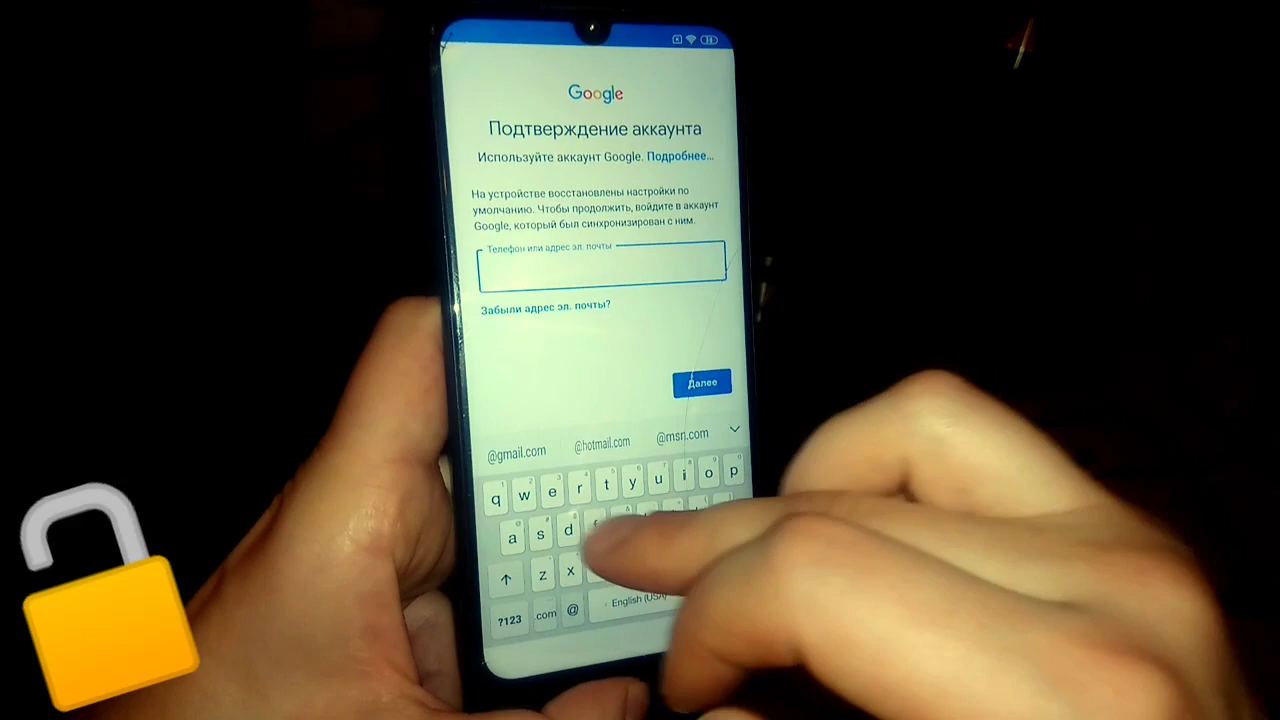 Google
Подтверждение аккаунта
Используйте аккаунт Google. Подробнее...
На устройстве восстановлены настройки по
умолчанию. Чтобы продолжить, войдите в аккаунт
Google, который был синхронизирован с ним.
Телефон или адрес эл. почты
Забыли адрес эл. почты?
Далее
@gmail.com @hotmail.com @msn.com
q w e r t y u i o p
a s d f
z x
?123 .com @ English (USA)